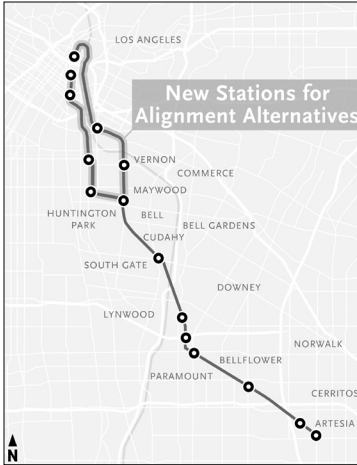 LOS ANGELES
New Stations for
Alignment Alternatives
VERNON
COMMERCE
MAYWOOD
HUNTINGTON
PARK
BELL
BELL GARDENS
CUDAHY
SOUTH GATE
DOWNEY
LYNWOOD
NORWALK
BELLFLOWER
PARAMOUNT
CERRITOS
ARTESIA
N